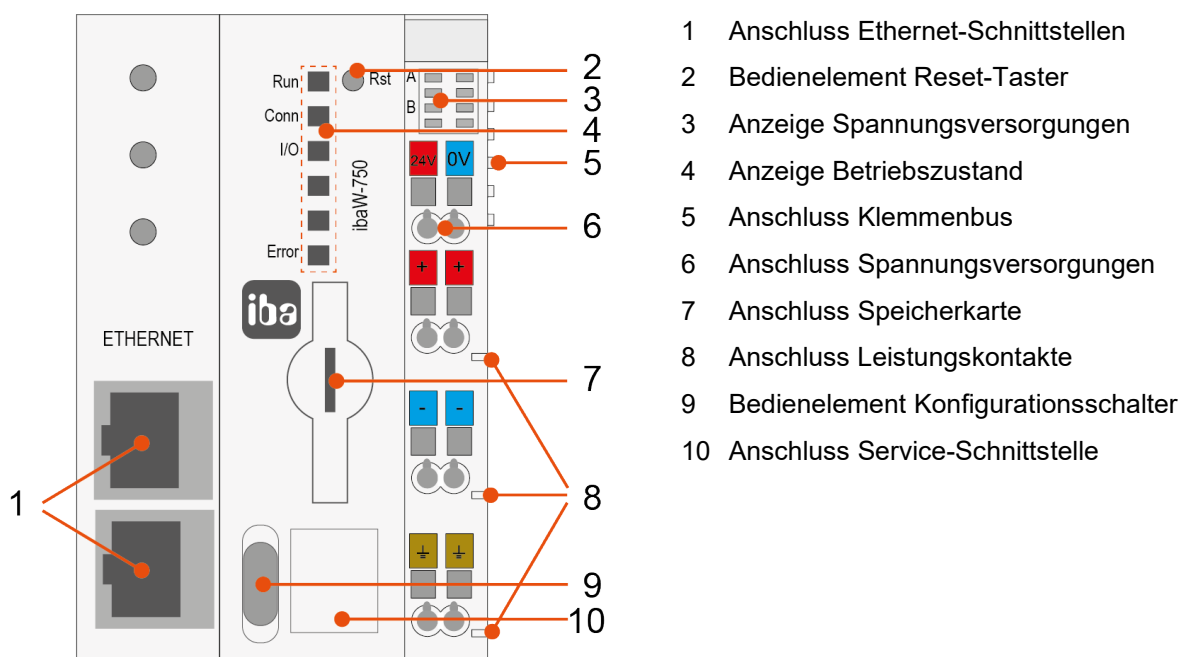 1 Anschluss Ethernet-Schnittstellen
2 Bedienelement Reset-Taster
3 Anzeige Spannungsversorgungen
4 Anzeige Betriebszustand
5 Anschluss Klemmenbus
6 Anschluss Spannungsversorgungen
7 Anschluss Speicherkarte
8 Anschluss Leistungskontakte
9 Bedienelement Konfigurationsschalter
10 Anschluss Service-Schnittstelle
Run
Rst
Conn
I/O
Error
ibaW-750
iba
ETHERNET
A
B
24V 0V
+ +
- -
1
2
3
4
5
6
7
8
9
10